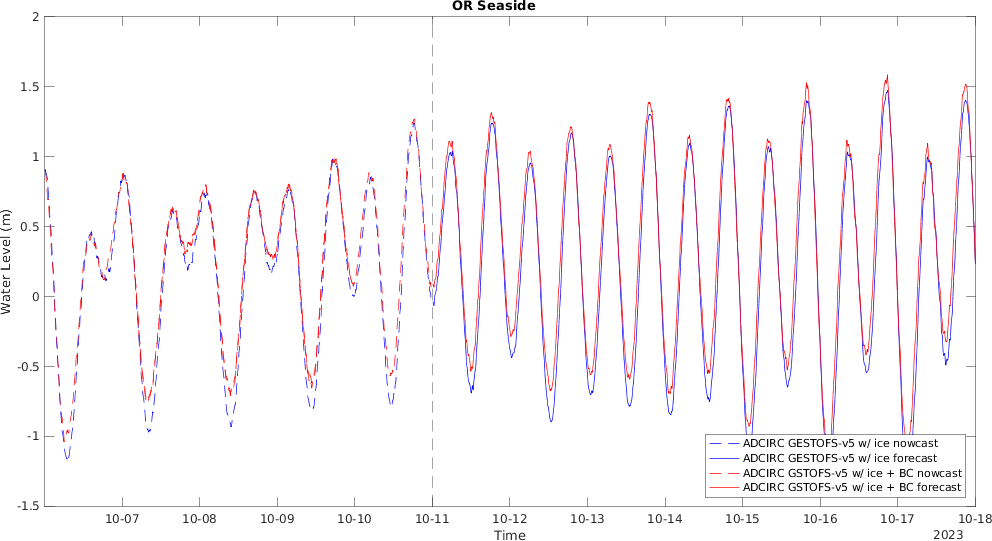 OR Seaside
2
1.5
1
0.5
0
-0.5
-1
-1.5
Water Level (m)
ADCIRC GESTOFS-v5 w/ ice nowcast
ADCIRC GESTOFS-v5 w/ ice forecast
ADCIRC GSTOFS-v5 w/ ice + BC nowcast
ADCIRC GSTOFS-v5 w/ ice + BC forecast
10-07 10-08 10-09 10-10 10-11 10-12 10-13 10-14 10-15 10-16 10-17 10-18
Time
2023